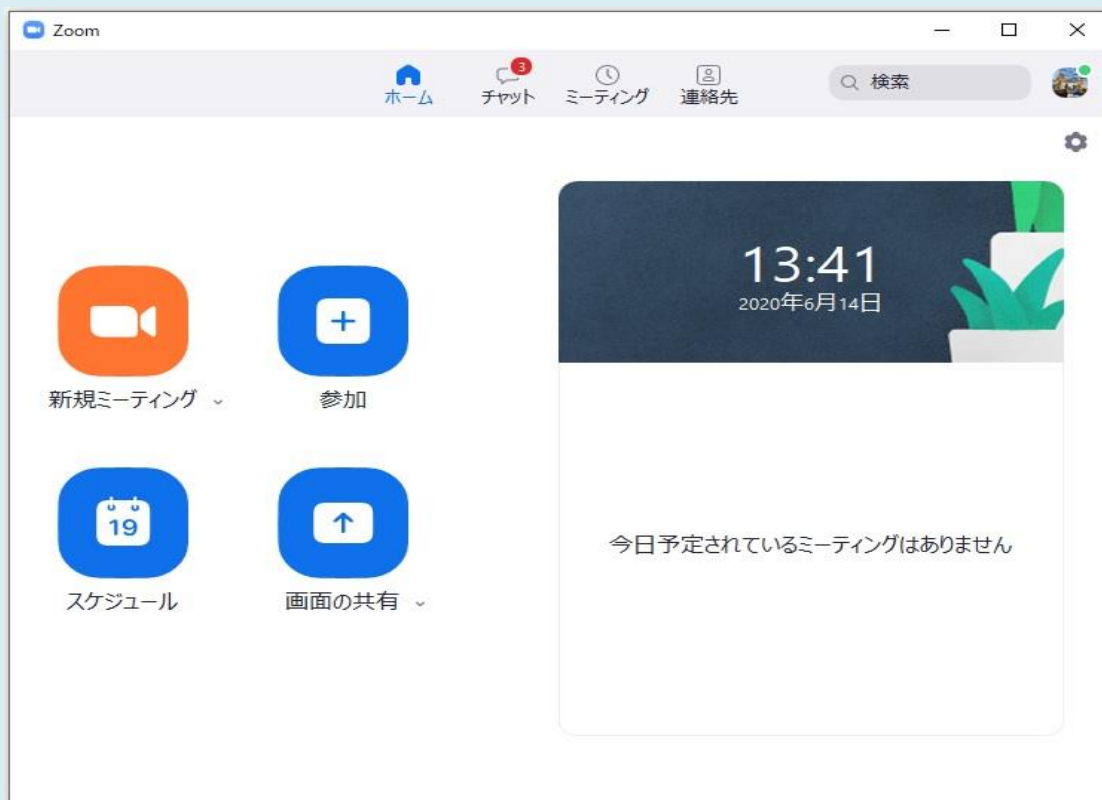 Zoom
ホーム
チャット
3
ミーティング
連絡先
検索
13:41
2020年6月14日
新規ミーティング
参加
19
スケジュール
画面の共有
今日予定されているミーティングはありません